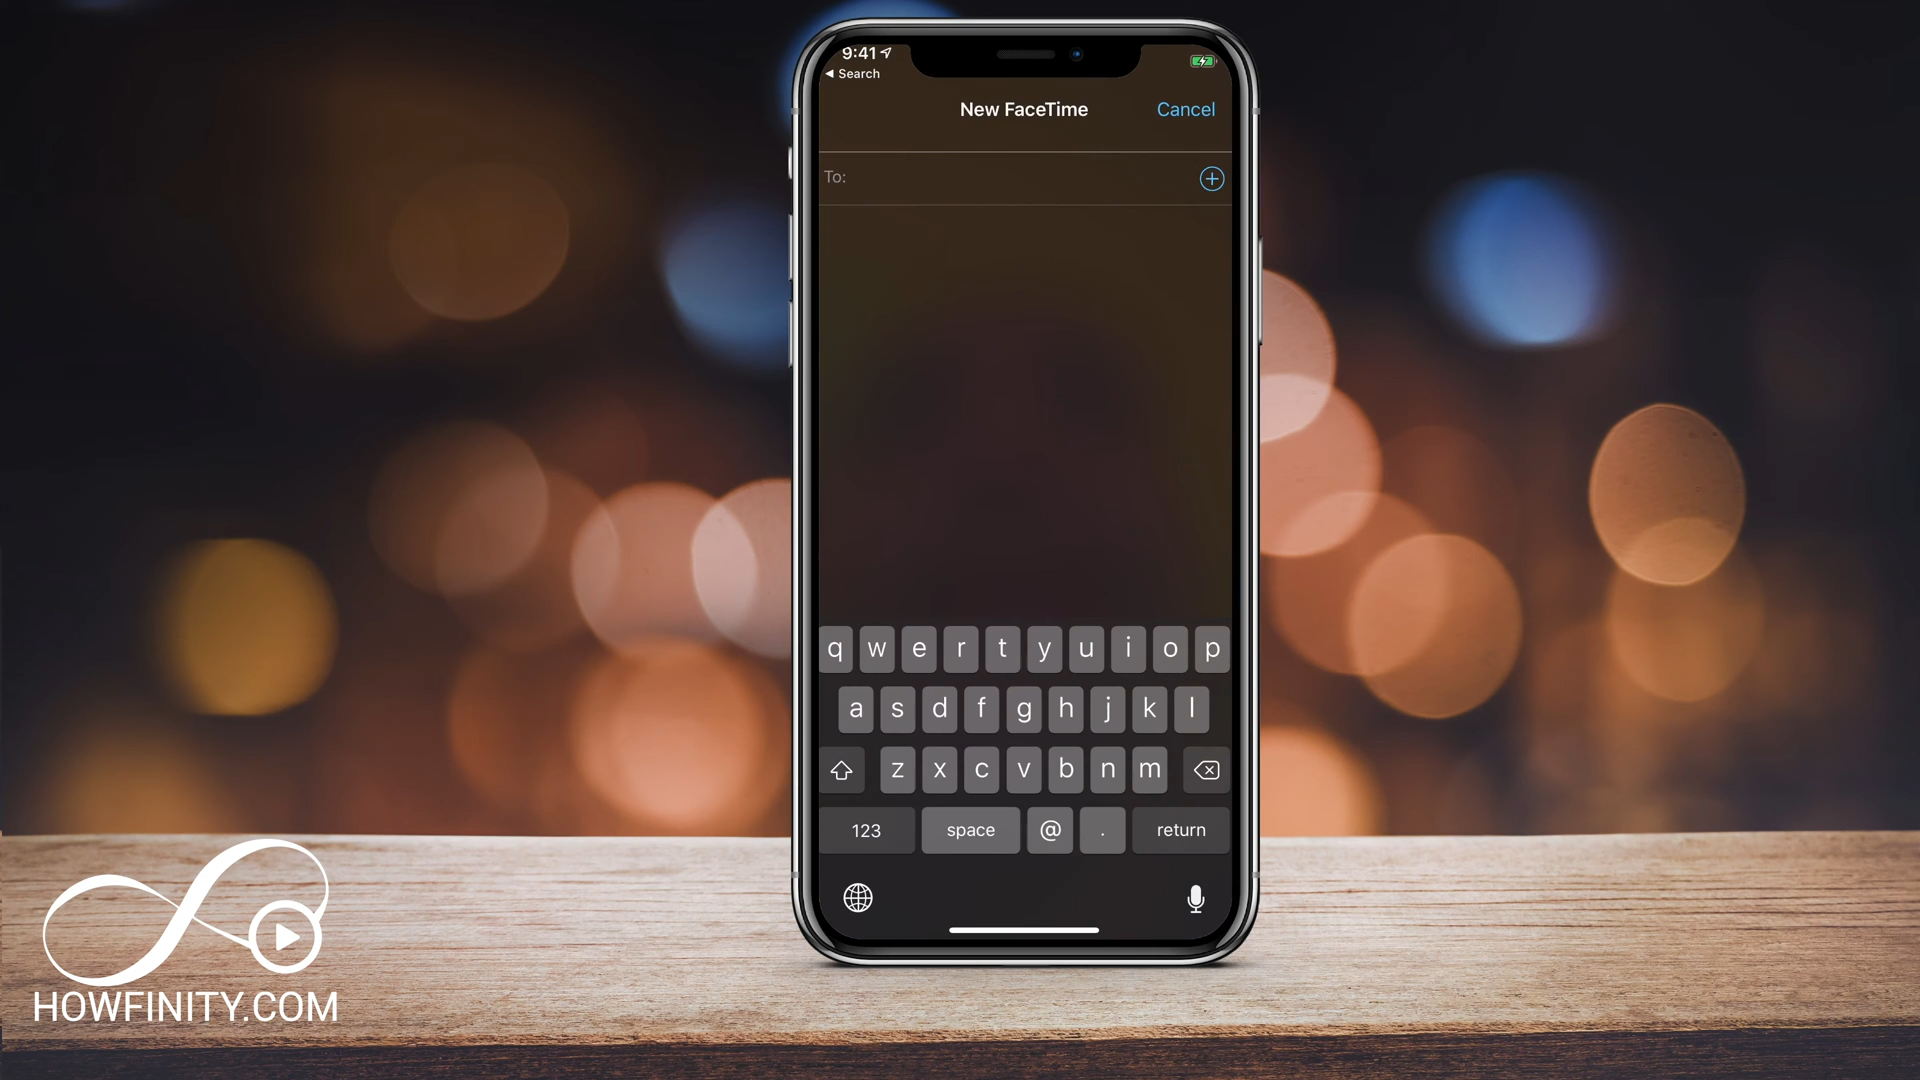 9:41
Search
New FaceTime
Cancel
To:
q w e r t y u i o p
a s d f g h j k l
z x c v b n m
123 space @ . return
HOWFINITY.COM